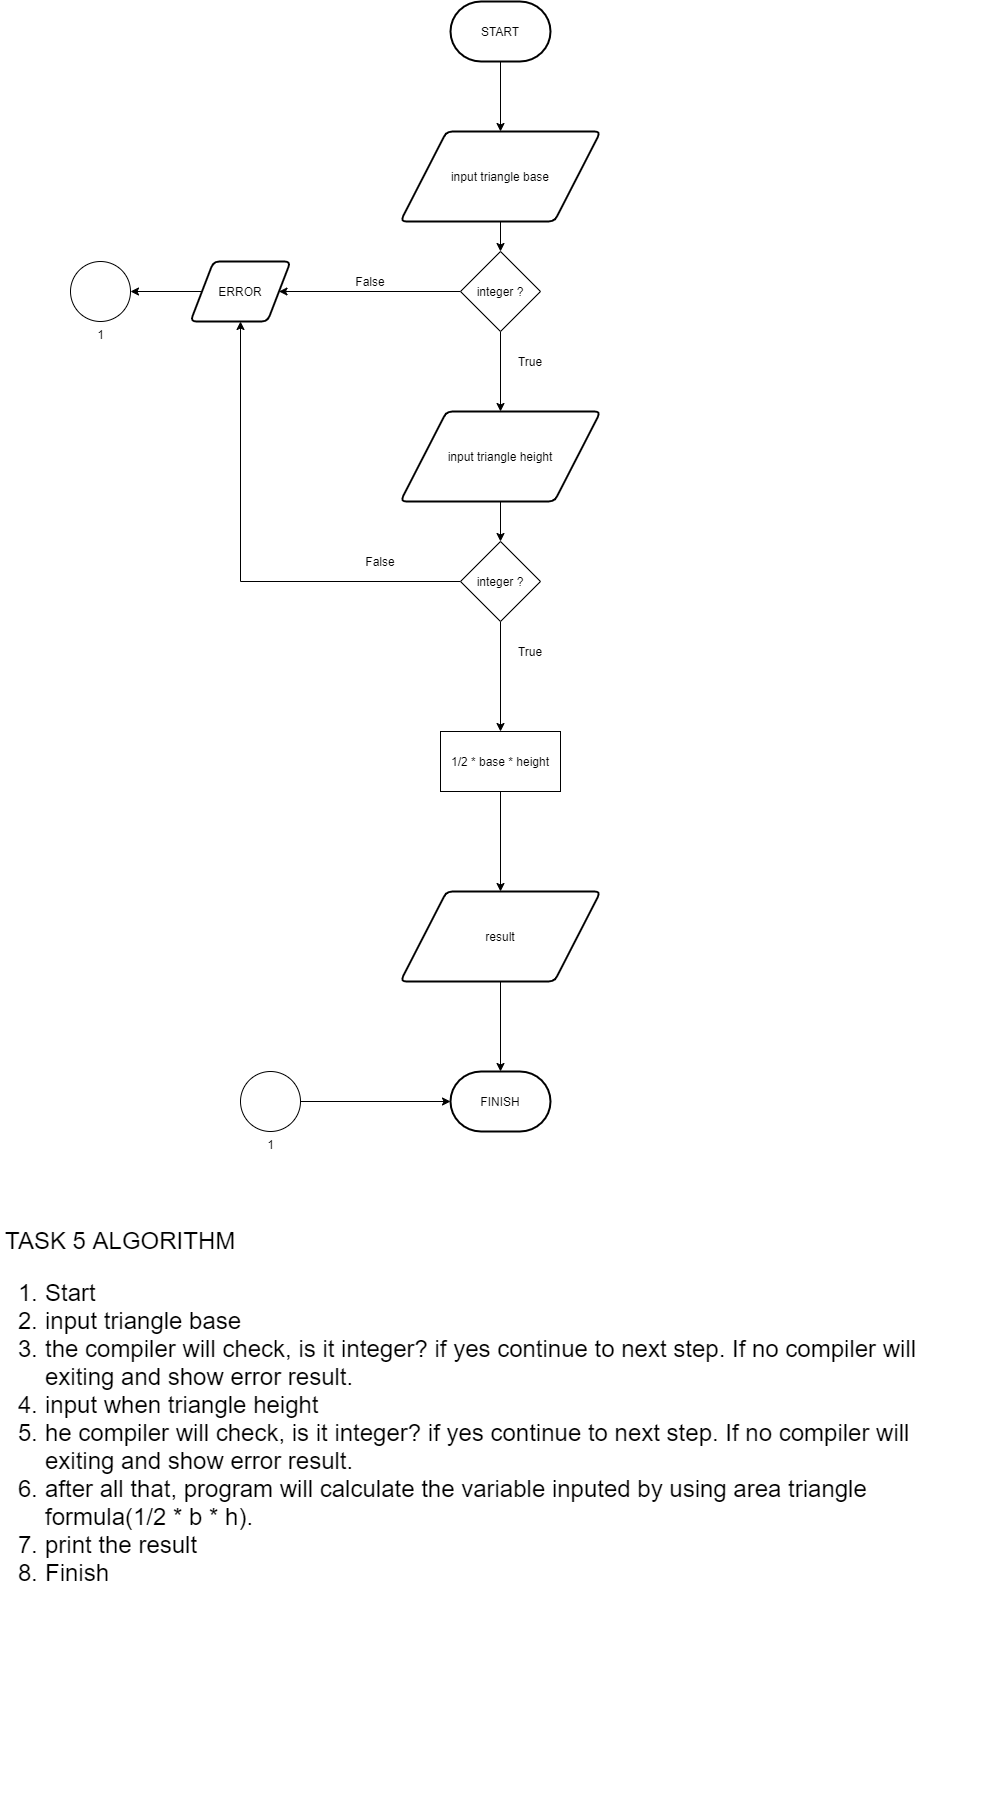 START
input triangle base
integer ?
False
ERROR
1
True
input triangle height
integer ?
False
True
1/2 * base * height
result
FINISH
1
TASK 5 ALGORITHM
1. Start
2. input triangle base
3. the compiler will check, is it integer? if yes continue to next step. If no compiler will
exiting and show error result.
4. input when triangle height
5. he compiler will check, is it integer? if yes continue to next step. If no compiler will
exiting and show error result.
6. after all that, program will calculate the variable inputed by using area triangle
formula(1/2 * b * h).
7. print the result
8. Finish